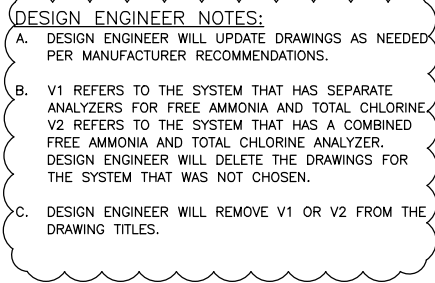 DESIGN ENGINEER NOTES:
A. DESIGN ENGINEER WILL UPDATE DRAWINGS AS NEEDED
PER MANUFACTURER RECOMMENDATIONS.
B. V1 REFERS TO THE SYSTEM THAT HAS SEPARATE
ANALYZERS FOR FREE AMMONIA AND TOTAL CHLORINE.
V2 REFERS TO THE SYSTEM THAT HAS A COMBINED
FREE AMMONIA AND TOTAL CHLORINE ANALYZER.
DESIGN ENGINEER WILL DELETE THE DRAWINGS FOR
THE SYSTEM THAT WAS NOT CHOSEN.
C. DESIGN ENGINEER WILL REMOVE V1 OR V2 FROM THE
DRAWING TITLES.